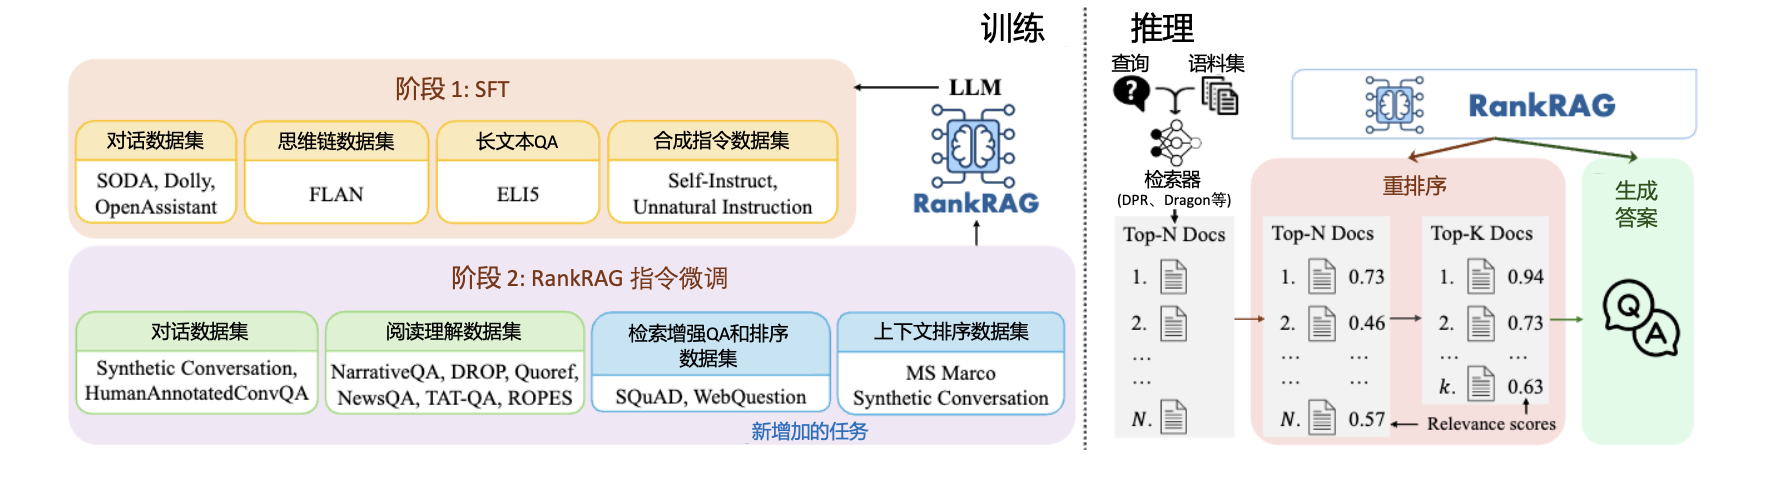 训练
阶段 1: SFT
对话数据集
SODA, Dolly,
OpenAssistant
思维链数据集
FLAN
长文本QA
ELI5
合成指令数据集
Self-Instruct,
Unnatural Instruction
LLM
RankRAG
阶段 2: RankRAG 指令微调
对话数据集
Synthetic Conversation,
HumanAnnotatedConvQA
阅读理解数据集
NarrativeQA, DROP, Quoref,
NewsQA, TAT-QA, ROPES
检索增强QA和排序
数据集
SQuAD, WebQuestion
上下文排序数据集
MS Marco
Synthetic Conversation
新增加的任务
推理
查询
语料集
?
检索器
(DPR、Dragon等)
Top-N Docs
1.
2.
...
...
N.
RankRAG
重排序
Top-N Docs
1. 0.73
2. 0.46
... ...
... ...
N. 0.57
Top-K Docs
1. 0.94
2. 0.73
... ...
k. 0.63
Relevance scores
生成
答案
Q
A